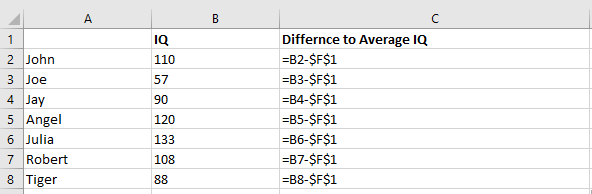 A B C
1 IQ Differnce to Average IQ
2 John 110 =B2-$F$1
3 Joe 57 =B3-$F$1
4 Jay 90 =B4-$F$1
5 Angel 120 =B5-$F$1
6 Julia 133 =B6-$F$1
7 Robert 108 =B7-$F$1
8 Tiger 88 =B8-$F$1